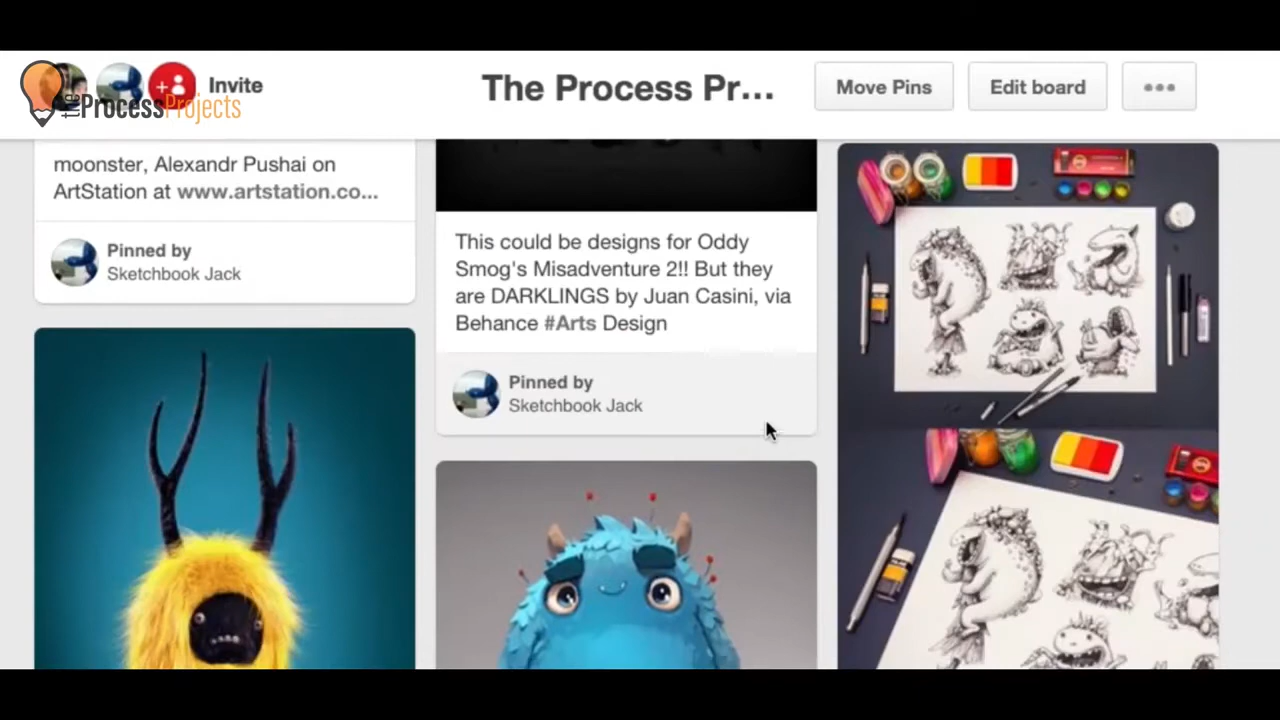 Invite
theProcessProjects
The Process Pr...
Move Pins
Edit board
moonster, Alexandr Pushai on
ArtStation at www.artstation.co...
Pinned by
Sketchbook Jack
This could be designs for Oddy
Smog's Misadventure 2!! But they
are DARKLINGS by Juan Casini, via
Behance #Arts Design
Pinned by
Sketchbook Jack